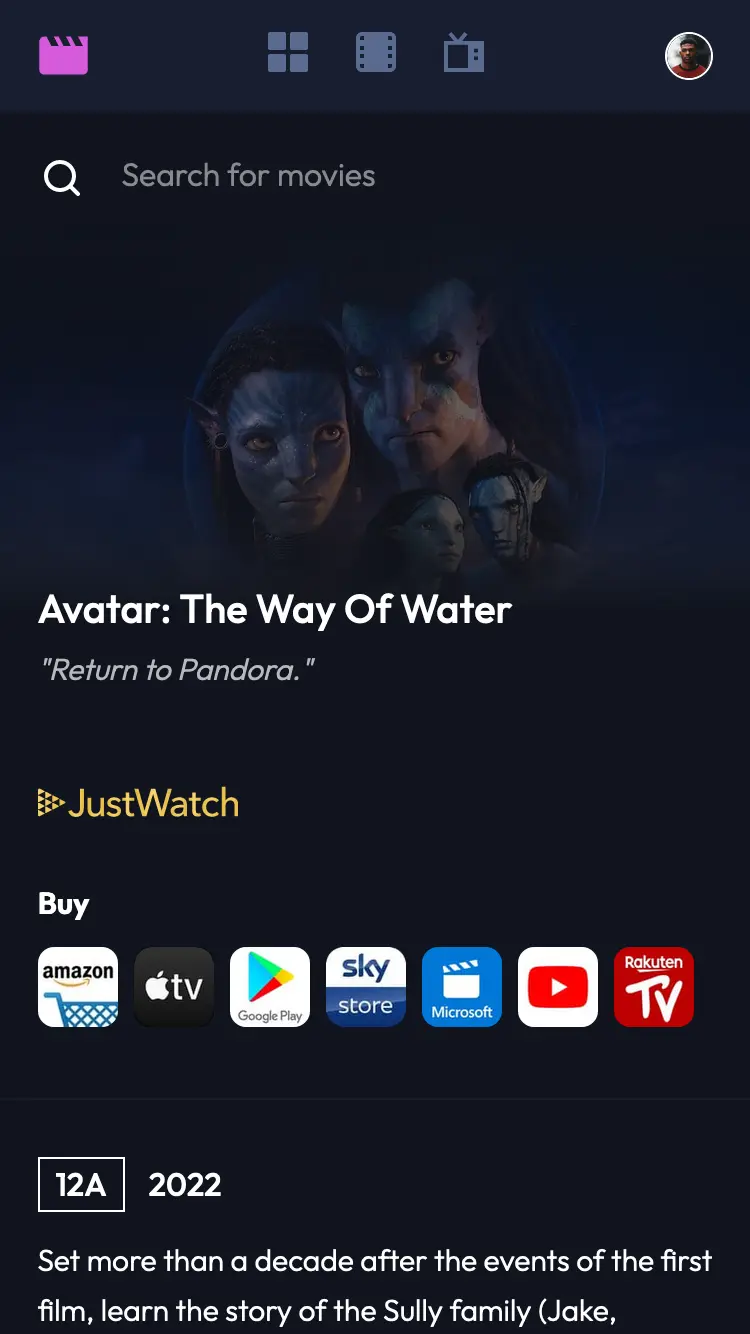 Search for movies
Avatar: The Way Of Water
"Return to Pandora."
JustWatch
Buy
amazon
tv
Google Play
sky
store
Microsoft
Rakuten
TV
12A 2022
Set more than a decade after the events of the first
film, learn the story of the Sully family (Jake,